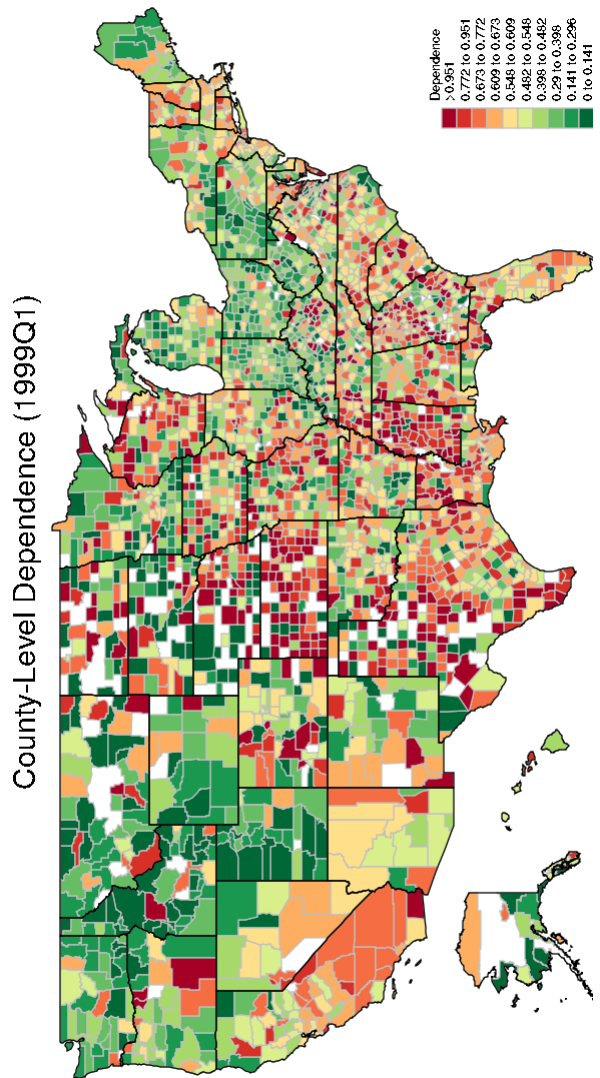 County-Level Dependence (1999Q1)
Dependence
>0.951
0.772 to 0.951
0.673 to 0.772
0.609 to 0.673
0.548 to 0.609
0.482 to 0.548
0.398 to 0.482
0.29 to 0.398
0.141 to 0.296
0 to 0.141